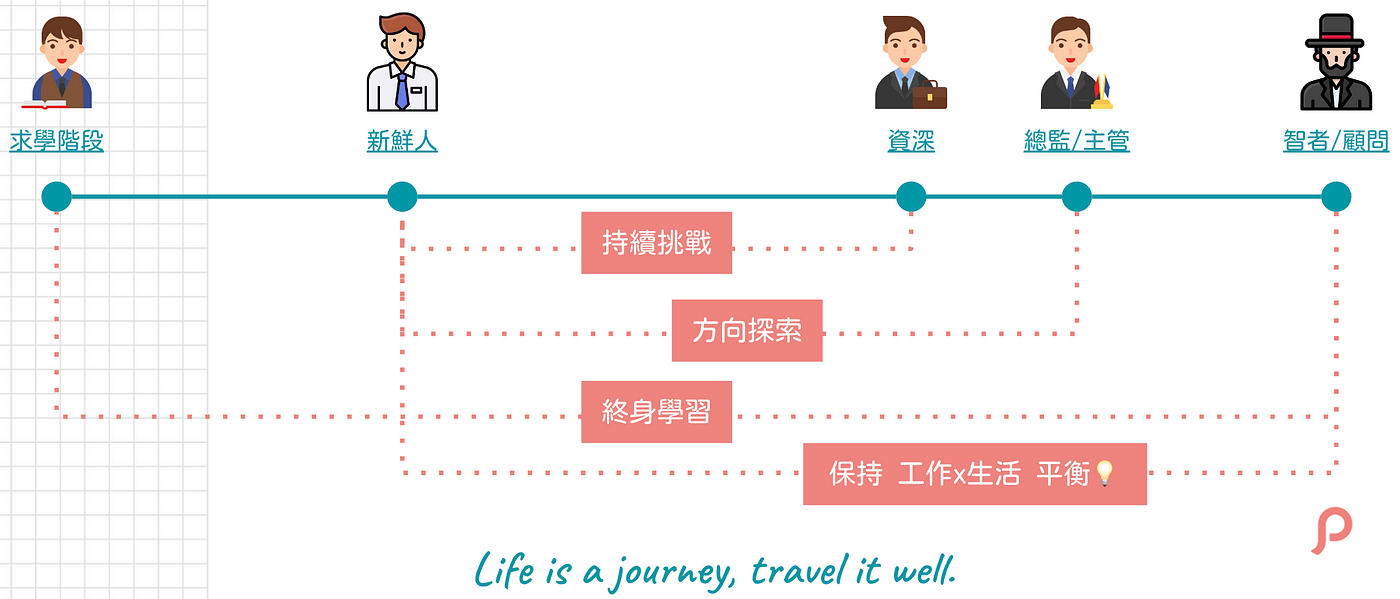 求學階段
新鮮人
資深
總監/主管
智者/顧問
持續挑戰
方向探索
終身學習
保持 工作x生活 平衡💡
Life is a journey, travel it well.